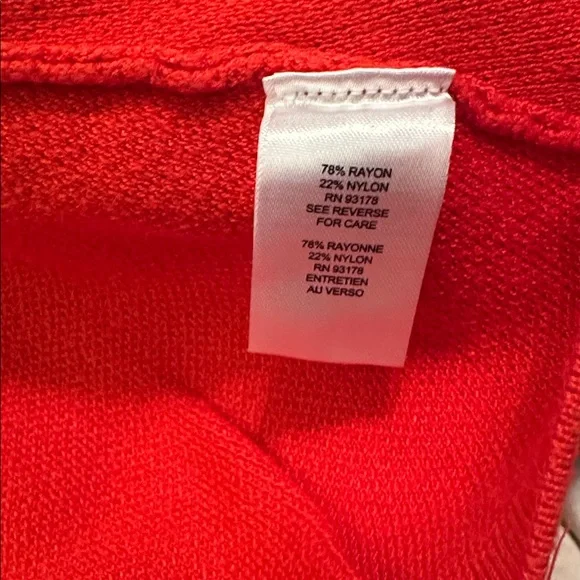 78% RAYON
22% NYLON
RN 93178
SEE REVERSE
FOR CARE
78% RAYONNE
22% NYLON
RN 93178
ENTRETIEN
AU VERSO